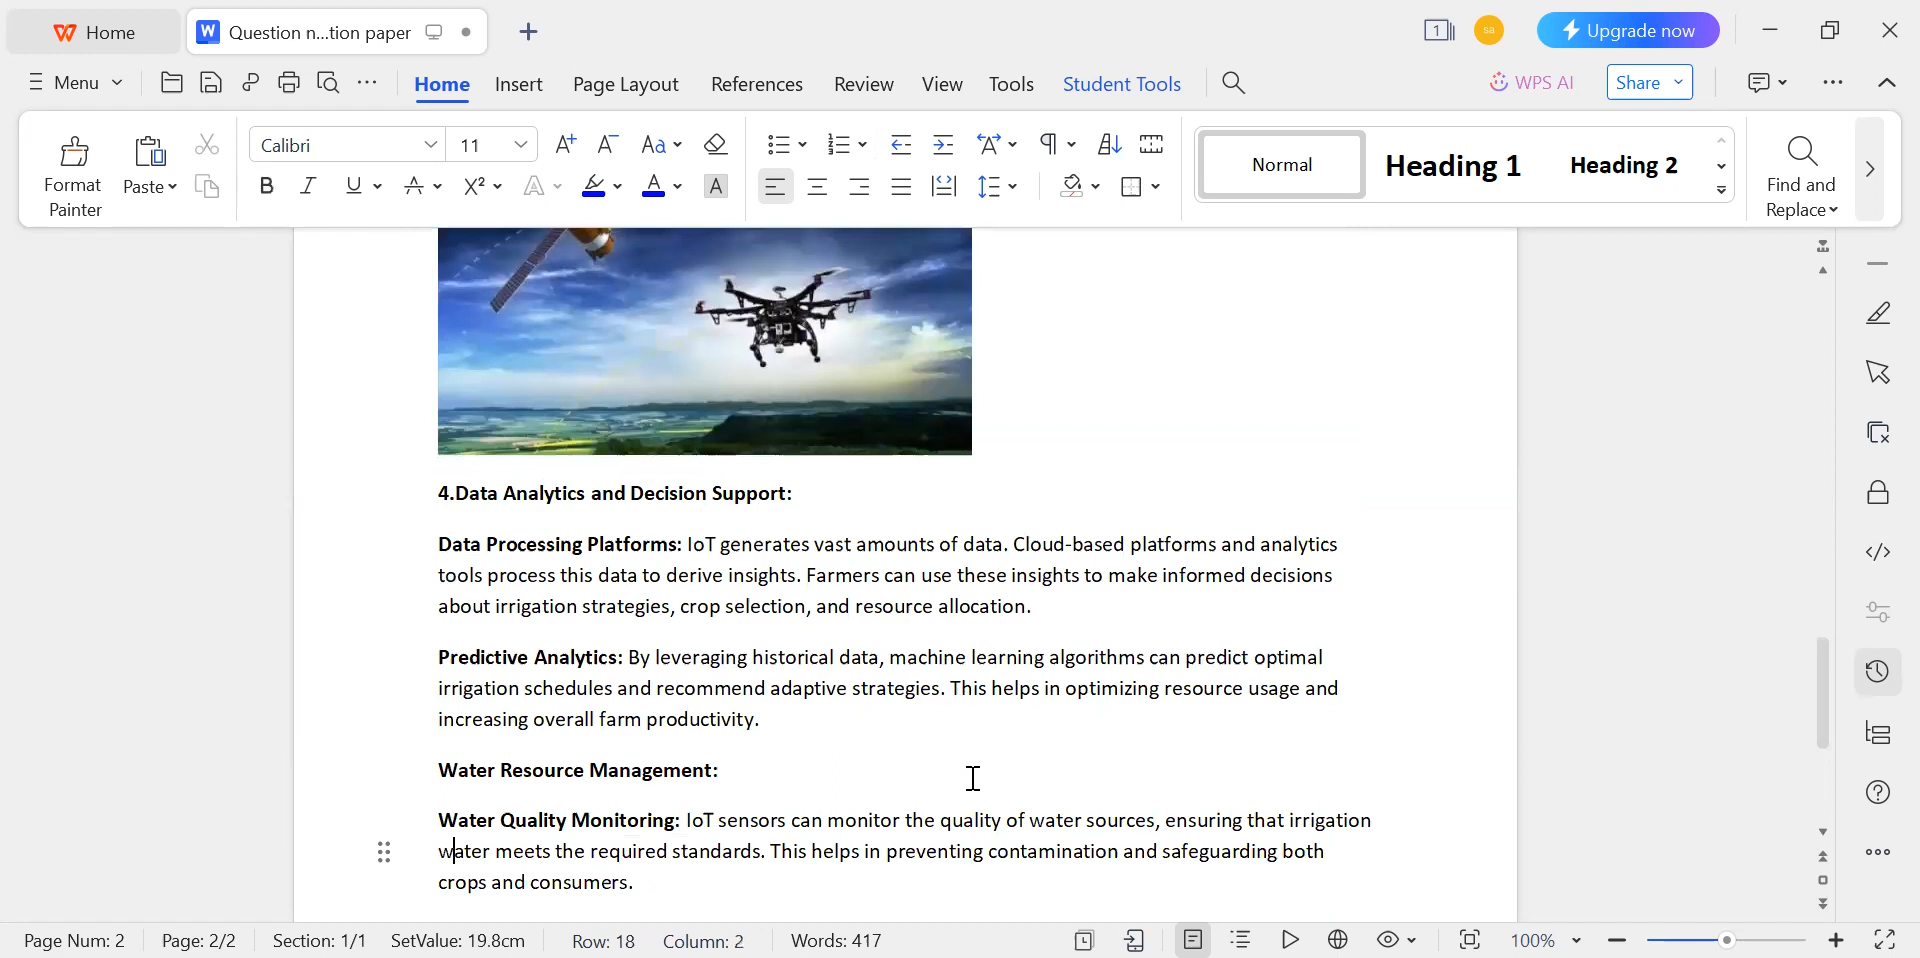 Home
Question n...tion paper
1
sa
Upgrade now
Menu
Home
Insert
Page Layout
References
Review
View
Tools
Student Tools
WPS AI
Share
Format
Painter
Paste
Calibri
11
Normal
Heading 1
Heading 2
Find and
Replace
4.Data Analytics and Decision Support:
Data Processing Platforms: IoT generates vast amounts of data. Cloud-based platforms and analytics
tools process this data to derive insights. Farmers can use these insights to make informed decisions
about irrigation strategies, crop selection, and resource allocation.
Predictive Analytics: By leveraging historical data, machine learning algorithms can predict optimal
irrigation schedules and recommend adaptive strategies. This helps in optimizing resource usage and
increasing overall farm productivity.
Water Resource Management:
Water Quality Monitoring: IoT sensors can monitor the quality of water sources, ensuring that irrigation
water meets the required standards. This helps in preventing contamination and safeguarding both
crops and consumers.
Page Num: 2
Page: 2/2
Section: 1/1
SetValue: 19.8cm
Row: 18
Column: 2
Words: 417
100%